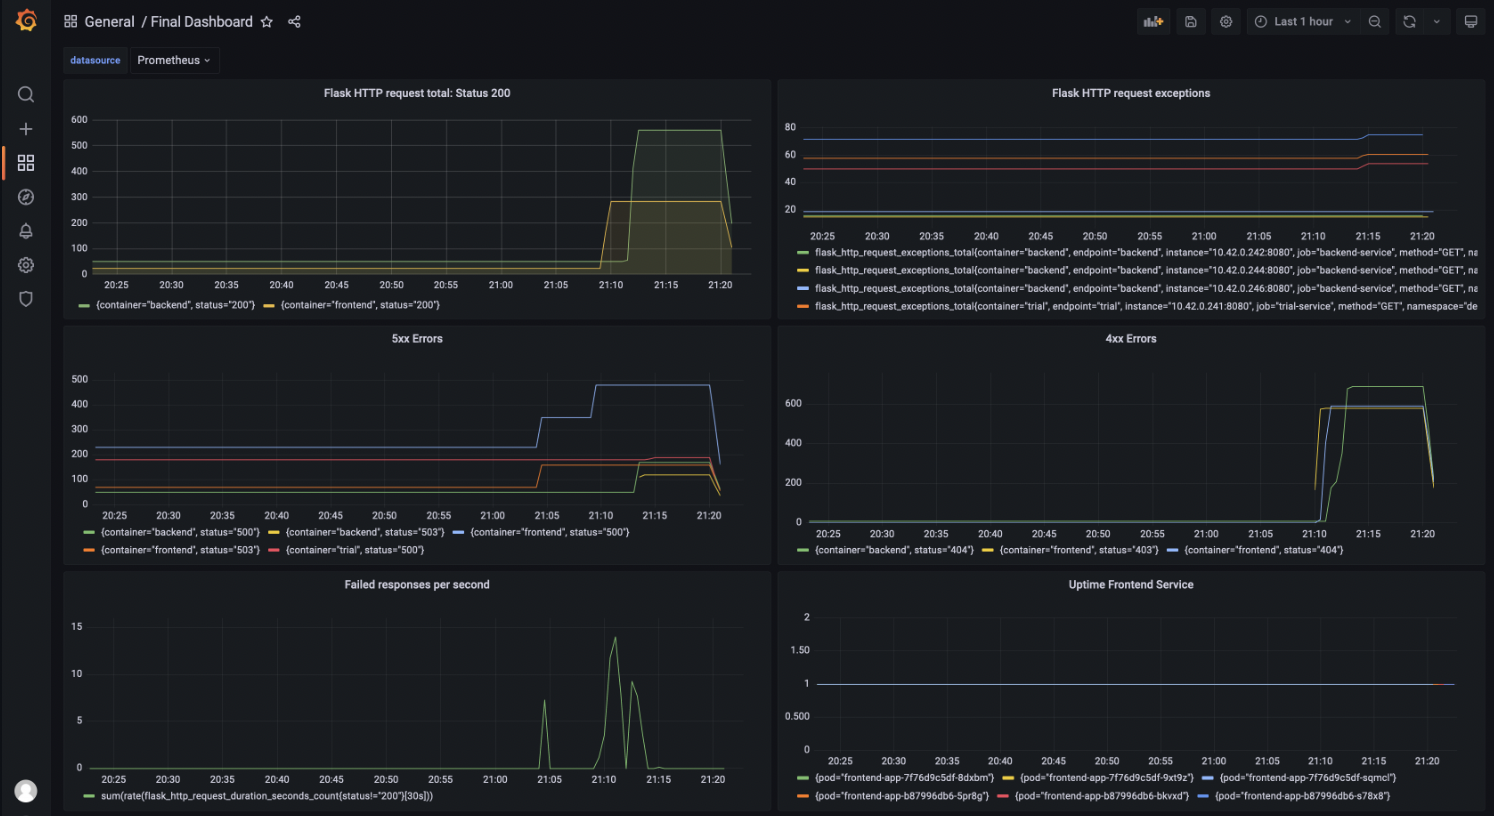 General / Final Dashboard
Last 1 hour
datasource Prometheus
Flask HTTP request total: Status 200
600
500
400
300
200
100
0
20:25 20:30 20:35 20:40 20:45 20:50 20:55 21:00 21:05 21:10 21:15 21:20
{container="backend", status="200"} {container="frontend", status="200"}
Flask HTTP request exceptions
80
60
40
20
20:25 20:30 20:35 20:40 20:45 20:50 20:55 21:00 21:05 21:10 21:15 21:20
flask_http_request_exceptions_total{container="backend", endpoint="backend", instance="10.42.0.242:8080", job="backend-service", method="GET", na
flask_http_request_exceptions_total{container="backend", endpoint="backend", instance="10.42.0.244:8080", job="backend-service", method="GET", na
flask_http_request_exceptions_total{container="backend", endpoint="backend", instance="10.42.0.246:8080", job="backend-service", method="GET", na
flask_http_request_exceptions_total{container="trial", endpoint="trial", instance="10.42.0.241:8080", job="trial-service", method="GET", namespace="de
5xx Errors
500
400
300
200
100
0
20:25 20:30 20:35 20:40 20:45 20:50 20:55 21:00 21:05 21:10 21:15 21:20
{container="backend", status="500"} {container="backend", status="503"} {container="frontend", status="500"}
{container="frontend", status="503"} {container="trial", status="500"}
4xx Errors
600
400
200
0
20:25 20:30 20:35 20:40 20:45 20:50 20:55 21:00 21:05 21:10 21:15 21:20
{container="backend", status="404"} {container="frontend", status="403"} {container="frontend", status="404"}
Failed responses per second
15
10
5
0
20:25 20:30 20:35 20:40 20:45 20:50 20:55 21:00 21:05 21:10 21:15 21:20
sum(rate(flask_http_request_duration_seconds_count{status!="200"}[30s]))
Uptime Frontend Service
2
1.50
1
0.500
0
20:25 20:30 20:35 20:40 20:45 20:50 20:55 21:00 21:05 21:10 21:15 21:20
{pod="frontend-app-7f76d9c5df-8dxbm"} {pod="frontend-app-7f76d9c5df-9xt9z"} {pod="frontend-app-7f76d9c5df-sqmcl"}
{pod="frontend-app-b87996db6-5pr8g"} {pod="frontend-app-b87996db6-bkvxd"} {pod="frontend-app-b87996db6-s78x8"}